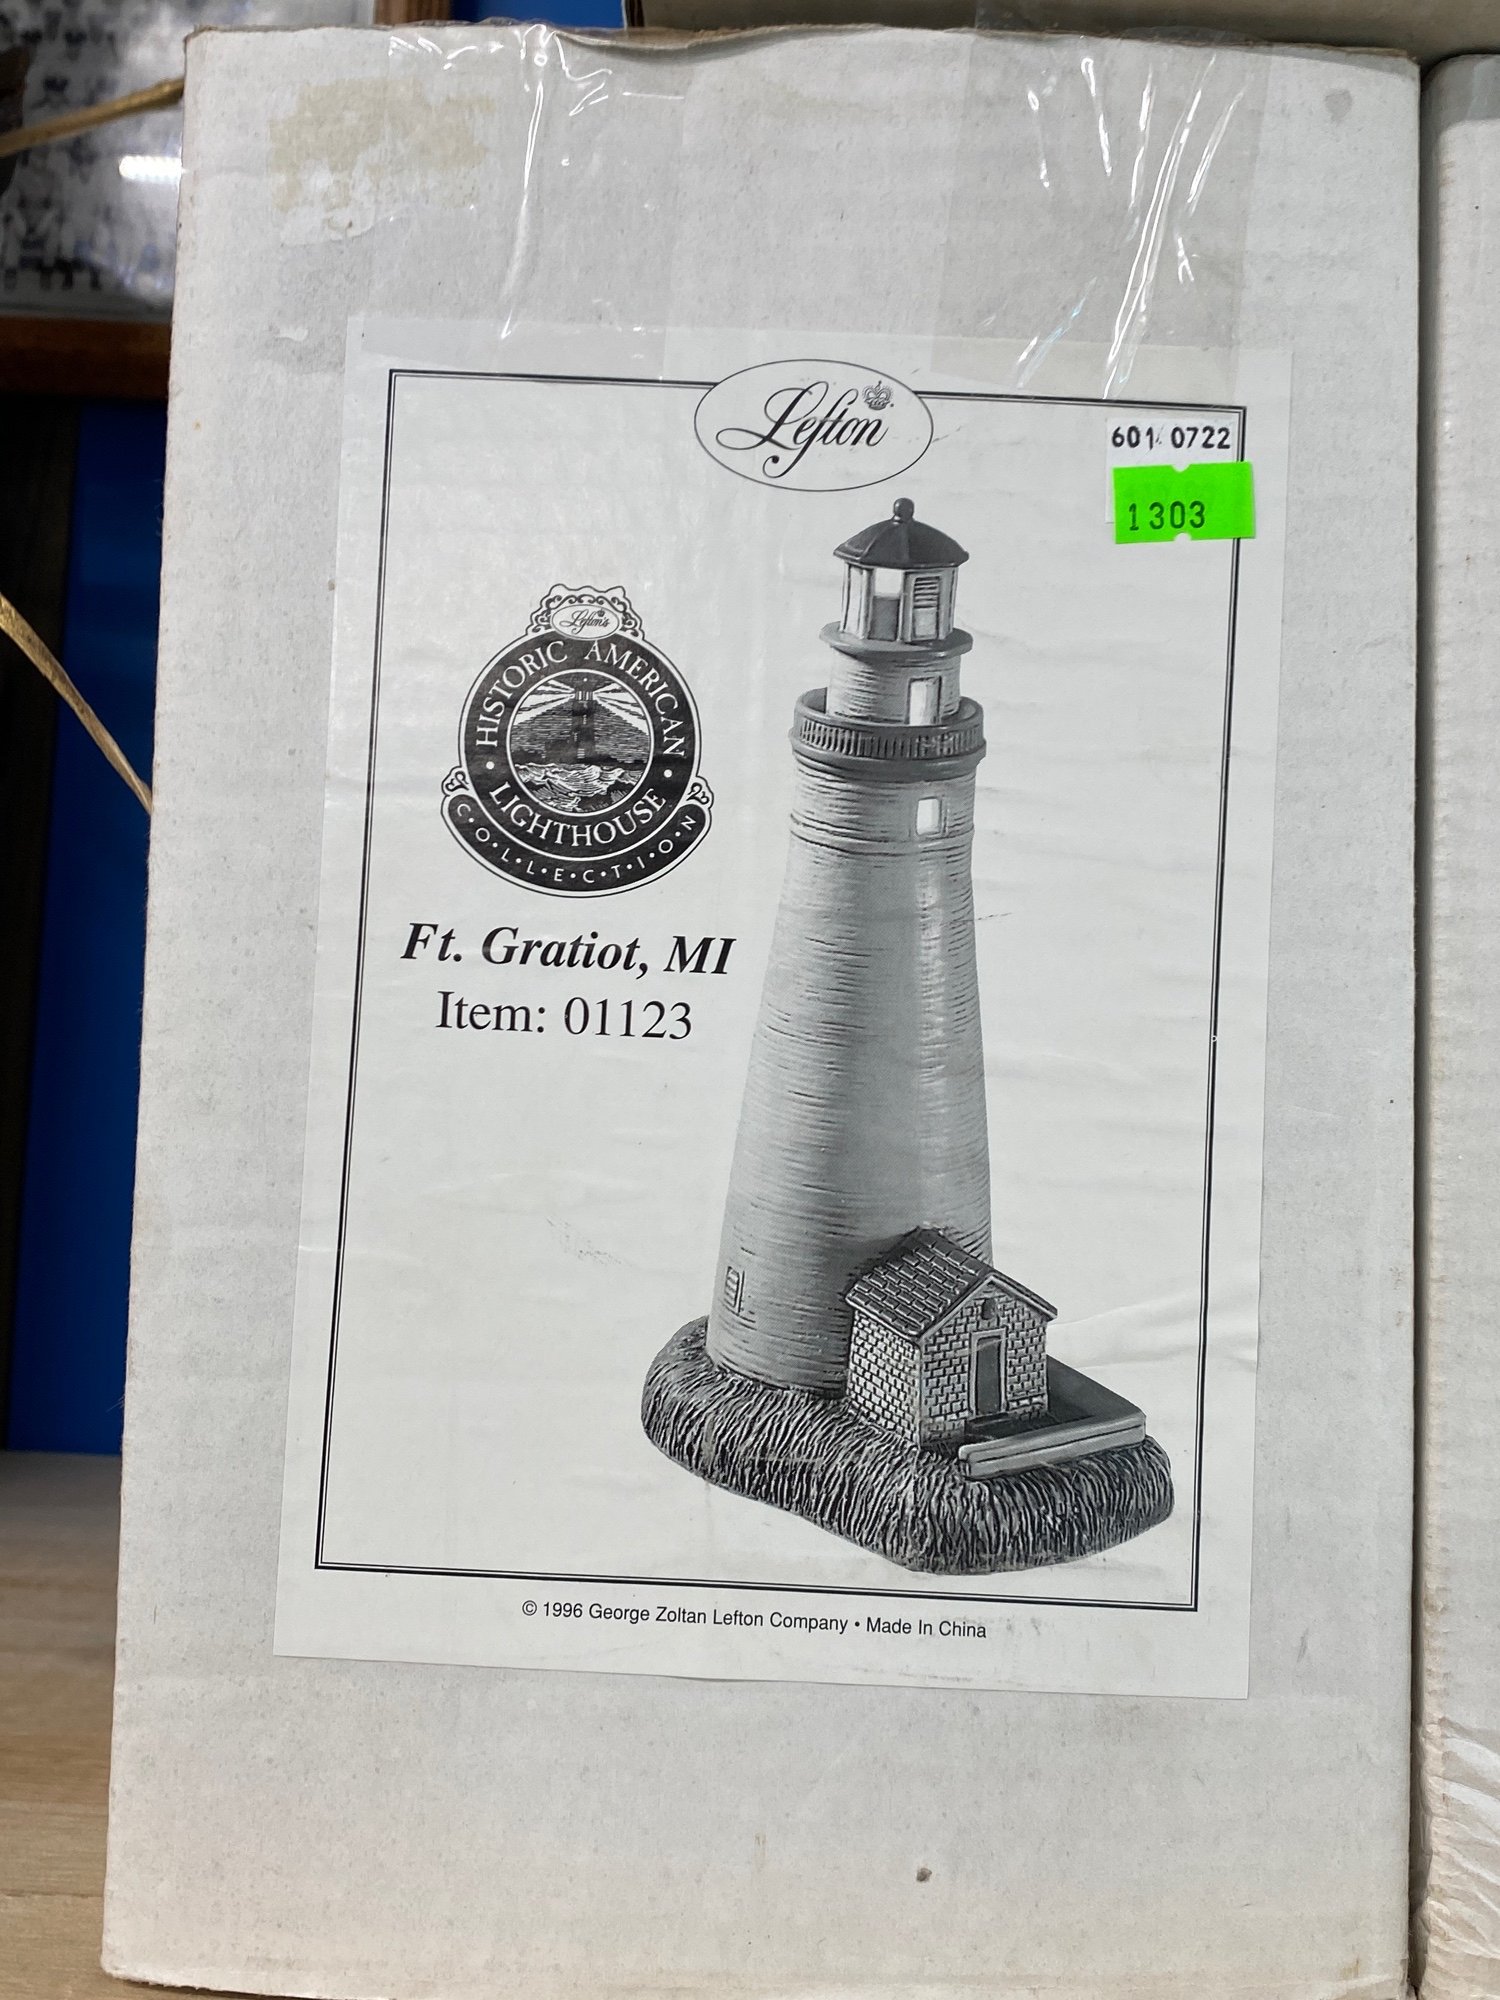 Lefton
601 0722
1303
Lefton's
HISTORIC AMERICAN
• LIGHTHOUSE •
C•O•L•L•E•C•T•I•O•N
Ft. Gratiot, MI
Item: 01123
© 1996 George Zoltan Lefton Company • Made In China